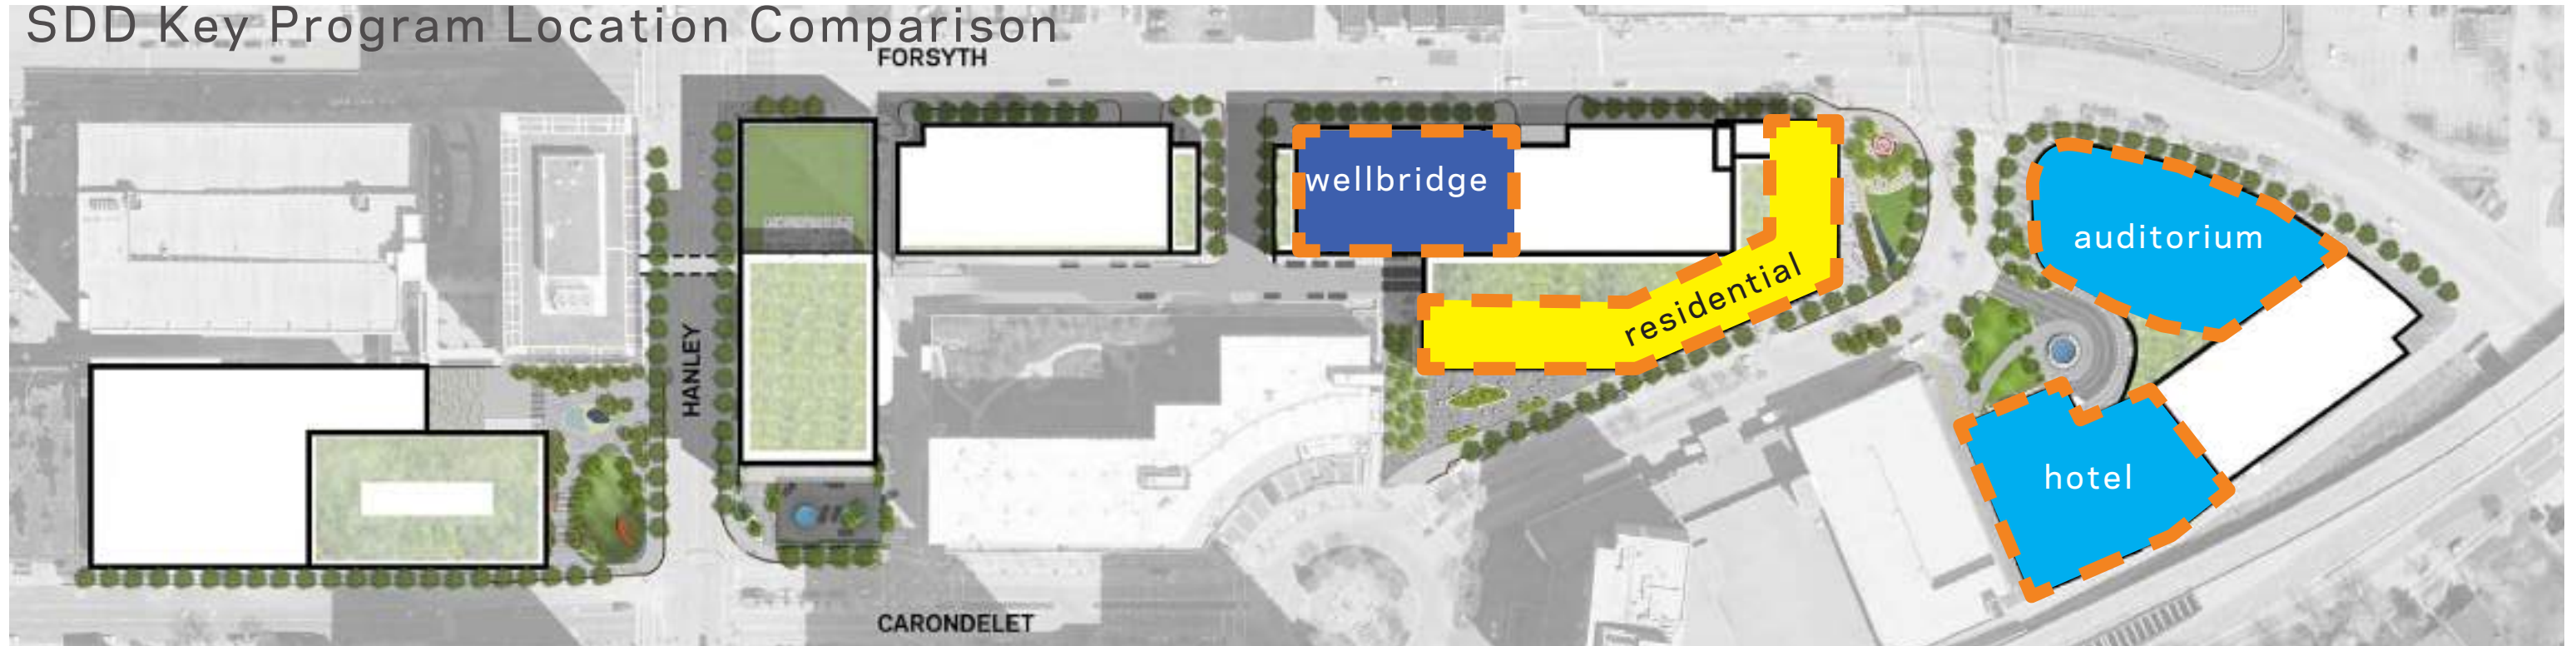 SDD Key Program Location Comparison
FORSYTH
wellbridge
auditorium
residential
HANLEY
hotel
CARONDELET